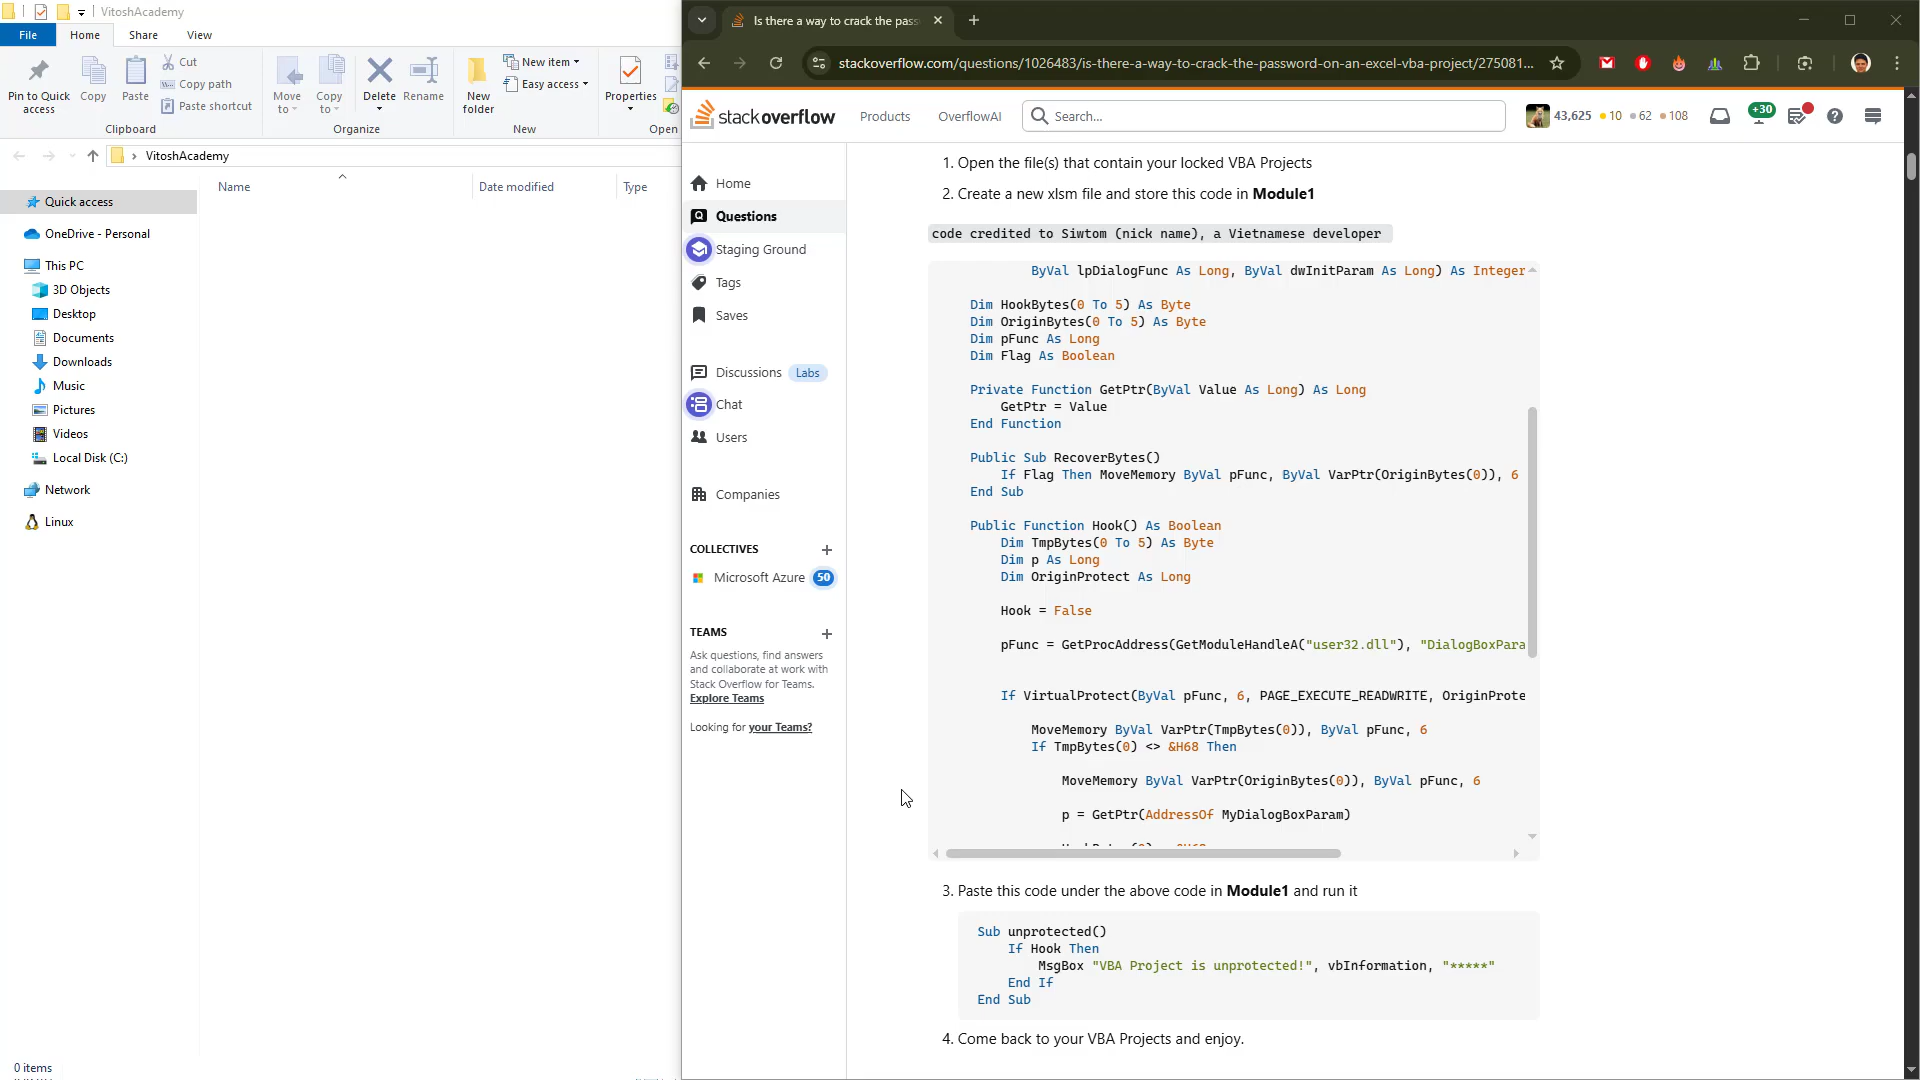 VitoshAcademy
File
Home
Share
View
Pin to Quick access
Copy
Paste
Cut
Copy path
Paste shortcut
Clipboard
Move to
Copy to
Delete
Rename
Organize
New folder
New item
Easy access
New
Properties
Open
VitoshAcademy
Name
Date modified
Type
Quick access
OneDrive - Personal
This PC
3D Objects
Desktop
Documents
Downloads
Music
Pictures
Videos
Local Disk (C:)
Network
Linux
0 items
Is there a way to crack the pass
stackoverflow.com/questions/1026483/is-there-a-way-to-crack-the-password-on-an-excel-vba-project/275081...
stackoverflow
Products
OverflowAI
Search...
43,625
10
62
108
+30
Home
Questions
Staging Ground
Tags
Saves
Discussions
Labs
Chat
Users
Companies
COLLECTIVES
Microsoft Azure
50
TEAMS
Ask questions, find answers
and collaborate at work with
Stack Overflow for Teams.
Explore Teams
Looking for your Teams?
1. Open the file(s) that contain your locked VBA Projects
2. Create a new xlsm file and store this code in Module1
code credited to Siwtom (nick name), a Vietnamese developer
ByVal lpDialogFunc As Long, ByVal dwInitParam As Long) As Integer
Dim HookBytes(0 To 5) As Byte
Dim OriginBytes(0 To 5) As Byte
Dim pFunc As Long
Dim Flag As Boolean
Private Function GetPtr(ByVal Value As Long) As Long
GetPtr = Value
End Function
Public Sub RecoverBytes()
If Flag Then MoveMemory ByVal pFunc, ByVal VarPtr(OriginBytes(0)), 6
End Sub
Public Function Hook() As Boolean
Dim TmpBytes(0 To 5) As Byte
Dim p As Long
Dim OriginProtect As Long
Hook = False
pFunc = GetProcAddress(GetModuleHandleA("user32.dll"), "DialogBoxPara
If VirtualProtect(ByVal pFunc, 6, PAGE_EXECUTE_READWRITE, OriginProte
MoveMemory ByVal VarPtr(TmpBytes(0)), ByVal pFunc, 6
If TmpBytes(0) <> &H68 Then
MoveMemory ByVal VarPtr(OriginBytes(0)), ByVal pFunc, 6
p = GetPtr(AddressOf MyDialogBoxParam)
3. Paste this code under the above code in Module1 and run it
Sub unprotected()
If Hook Then
MsgBox "VBA Project is unprotected!", vbInformation, "*****"
End If
End Sub
4. Come back to your VBA Projects and enjoy.